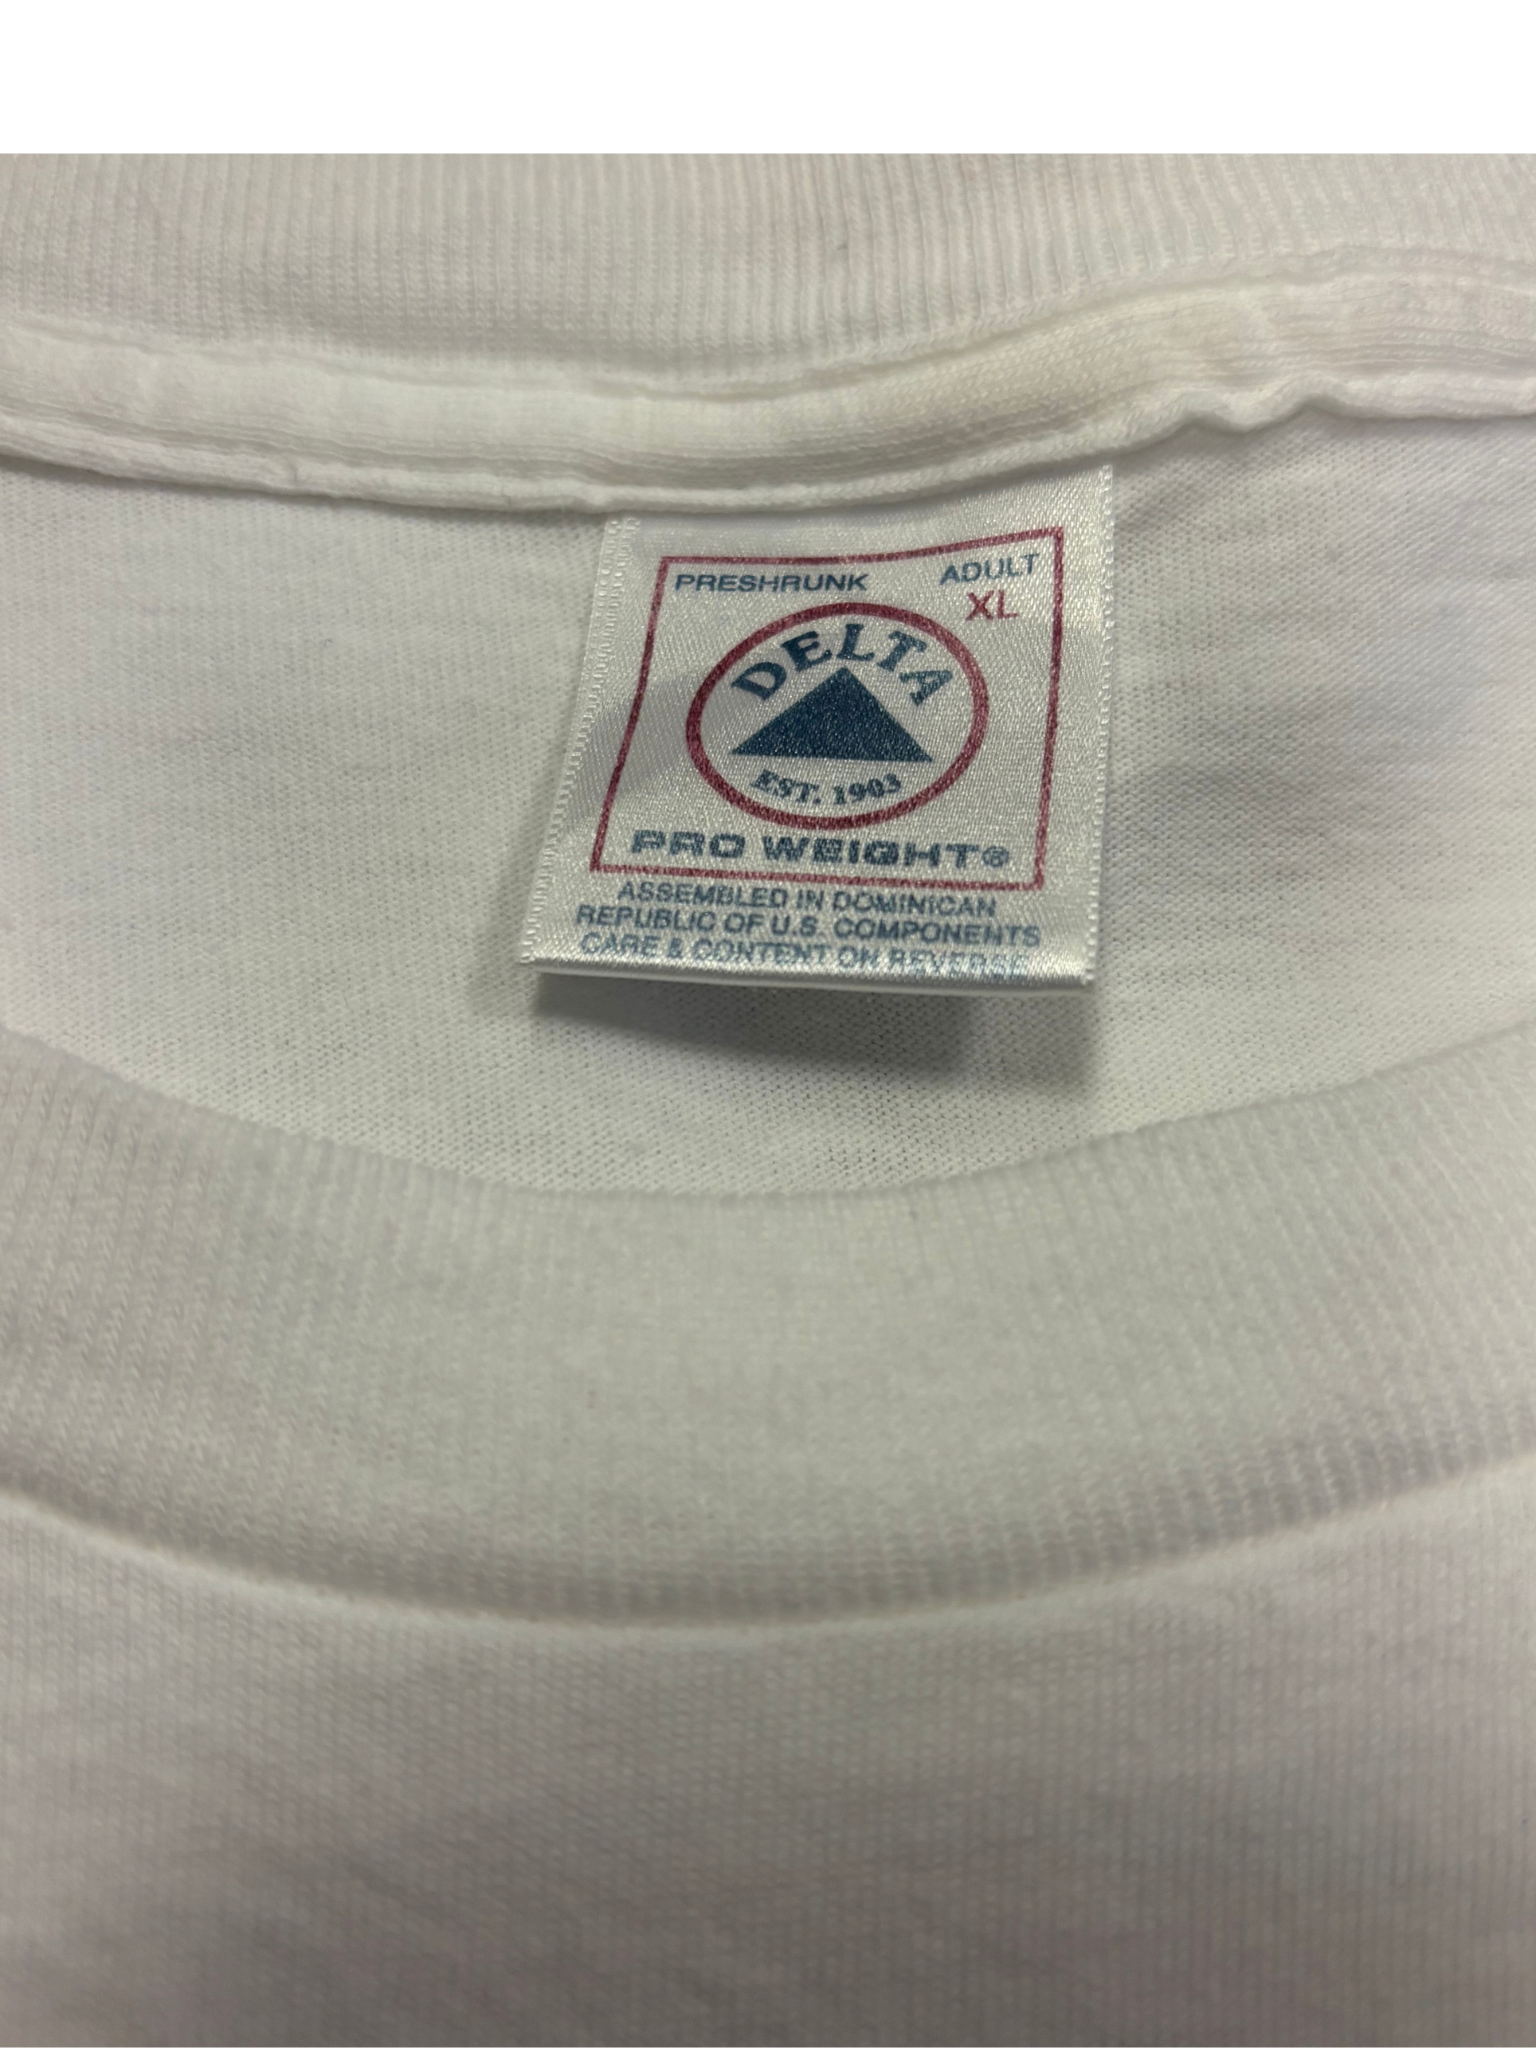 PRESHRUNK ADULT
XL
DELTA
EST. 1903
PRO WEIGHT®
ASSEMBLED IN DOMINICAN
REPUBLIC OF U.S. COMPONENTS
CARE & CONTENT ON REVERSE